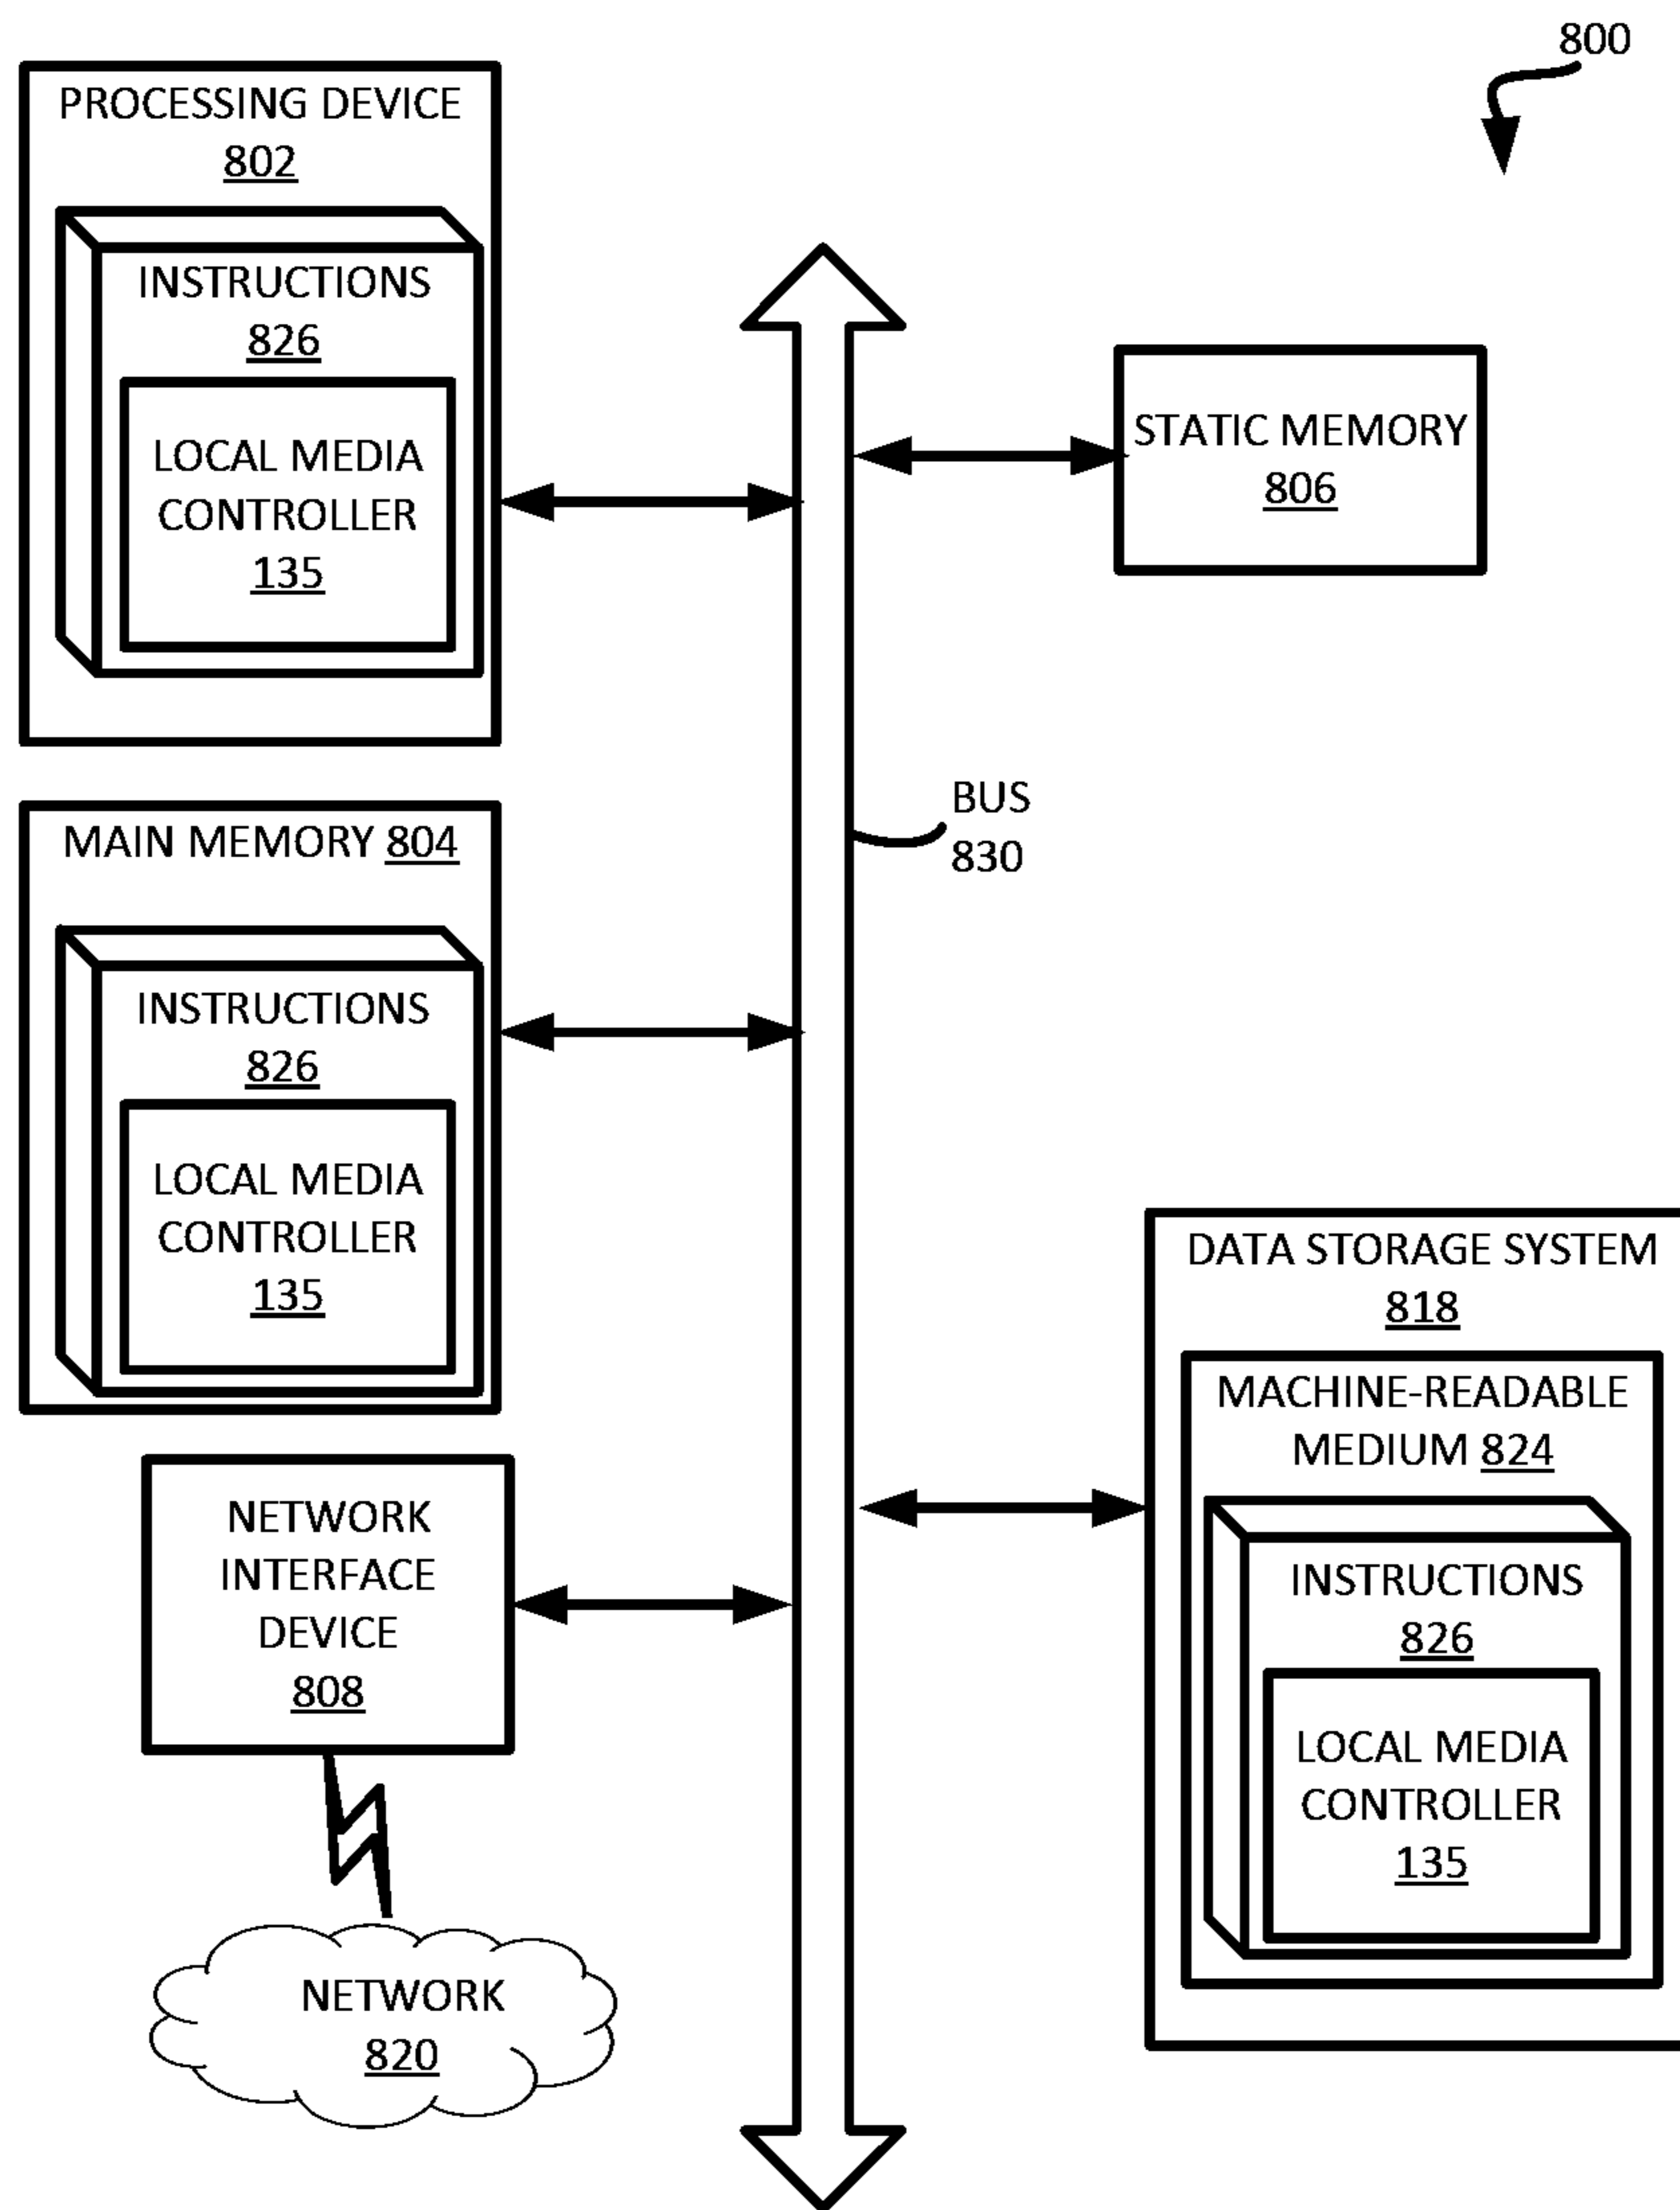 800
PROCESSING DEVICE
802
INSTRUCTIONS
826
LOCAL MEDIA
CONTROLLER
135
STATIC MEMORY
806
BUS
830
MAIN MEMORY 804
INSTRUCTIONS
826
LOCAL MEDIA
CONTROLLER
135
DATA STORAGE SYSTEM
818
MACHINE-READABLE
MEDIUM 824
INSTRUCTIONS
826
LOCAL MEDIA
CONTROLLER
135
NETWORK
INTERFACE
DEVICE
808
NETWORK
820